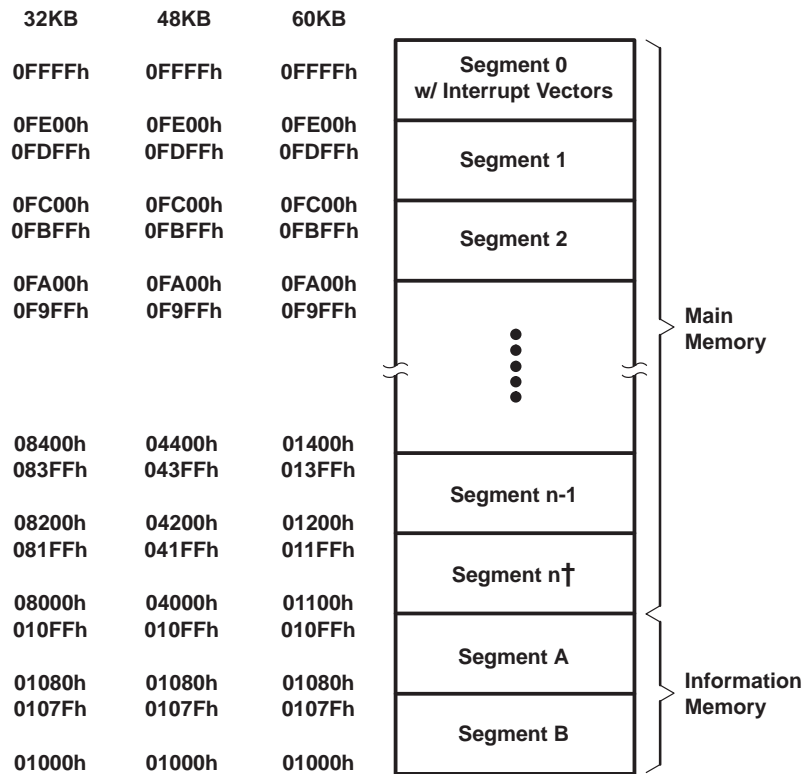 32KB 48KB 60KB
0FFFFh 0FFFFh 0FFFFh
Segment 0
w/ Interrupt Vectors
0FE00h 0FE00h 0FE00h
0FDFFh 0FDFFh 0FDFFh
Segment 1
0FC00h 0FC00h 0FC00h
0FBFFh 0FBFFh 0FBFFh
Segment 2
0FA00h 0FA00h 0FA00h
0F9FFh 0F9FFh 0F9FFh
Main
Memory
08400h 04400h 01400h
083FFh 043FFh 013FFh
Segment n-1
08200h 04200h 01200h
081FFh 041FFh 011FFh
Segment n†
08000h 04000h 01100h
010FFh 010FFh 010FFh
Segment A
01080h 01080h 01080h
0107Fh 0107Fh 0107Fh
Information
Memory
Segment B
01000h 01000h 01000h